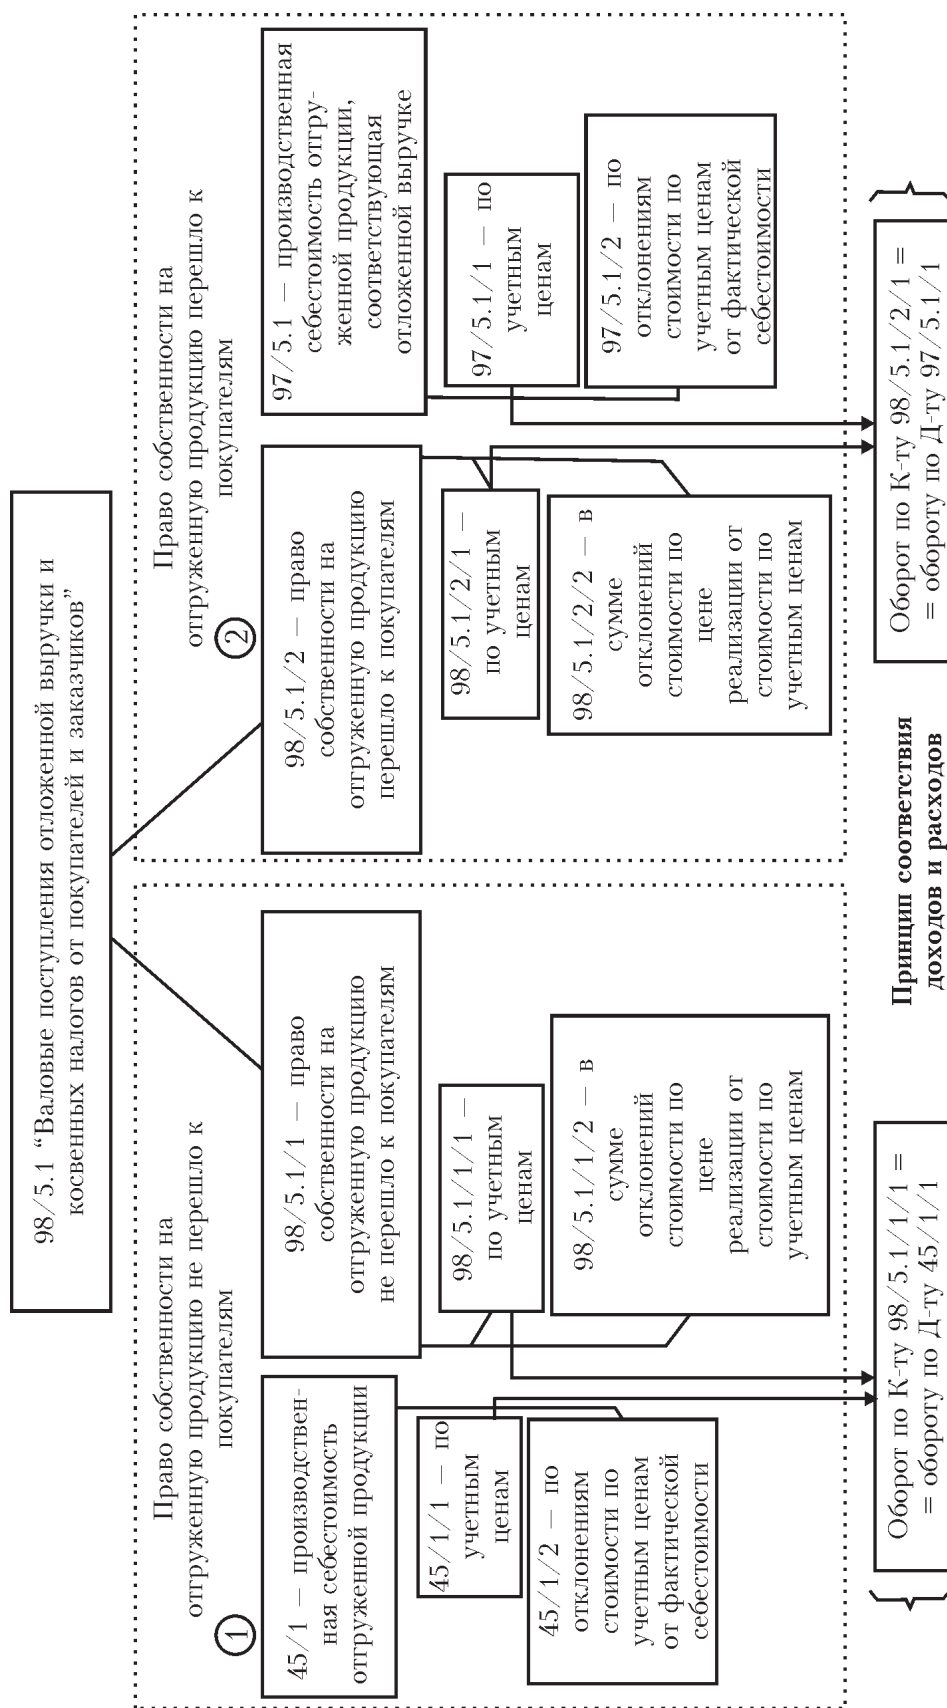 98/5.1 “Валовые поступления отложенной выручки и
косвенных налогов от покупателей и заказчиков”
Право собственности на
отгруженную продукцию не перешло к
покупателям
1
45/1 — производствен-
ная себестоимость
отгруженной продукции
45/1/1 — по
учетным
ценам
45/1/2 — по
отклонениям
стоимости по
учетным ценам
от фактической
себестоимости
98/5.1/1 — право
собственности на
отгруженную продукцию
не перешло к покупателям
98/5.1/1/1 —
по учетным
ценам
98/5.1/1/2 — в
сумме
отклонений
стоимости по
цене
реализации от
стоимости по
учетным ценам
Право собственности на
отгруженную продукцию перешло к
покупателям
2
98/5.1/2 — право
собственности на
отгруженную продукцию
перешло к покупателям
98/5.1/2/1 —
по учетным
ценам
98/5.1/2/2 — в
сумме
отклонений
стоимости по
цене
реализации от
стоимости по
учетным ценам
97/5.1 — производственная
себестоимость отгру-
женной продукции,
соответствующая
отложенной выручке
97/5.1/1 — по
учетным
ценам
97/5.1/2 — по
отклонениям
стоимости по
учетным ценам
от фактической
себестоимости
Оборот по К-ту 98/5.1/1/1 =
= обороту по Д-ту 45/1/1
Принцип соответствия
доходов и расходов
Оборот по К-ту 98/5.1/2/1 =
= обороту по Д-ту 97/5.1/1